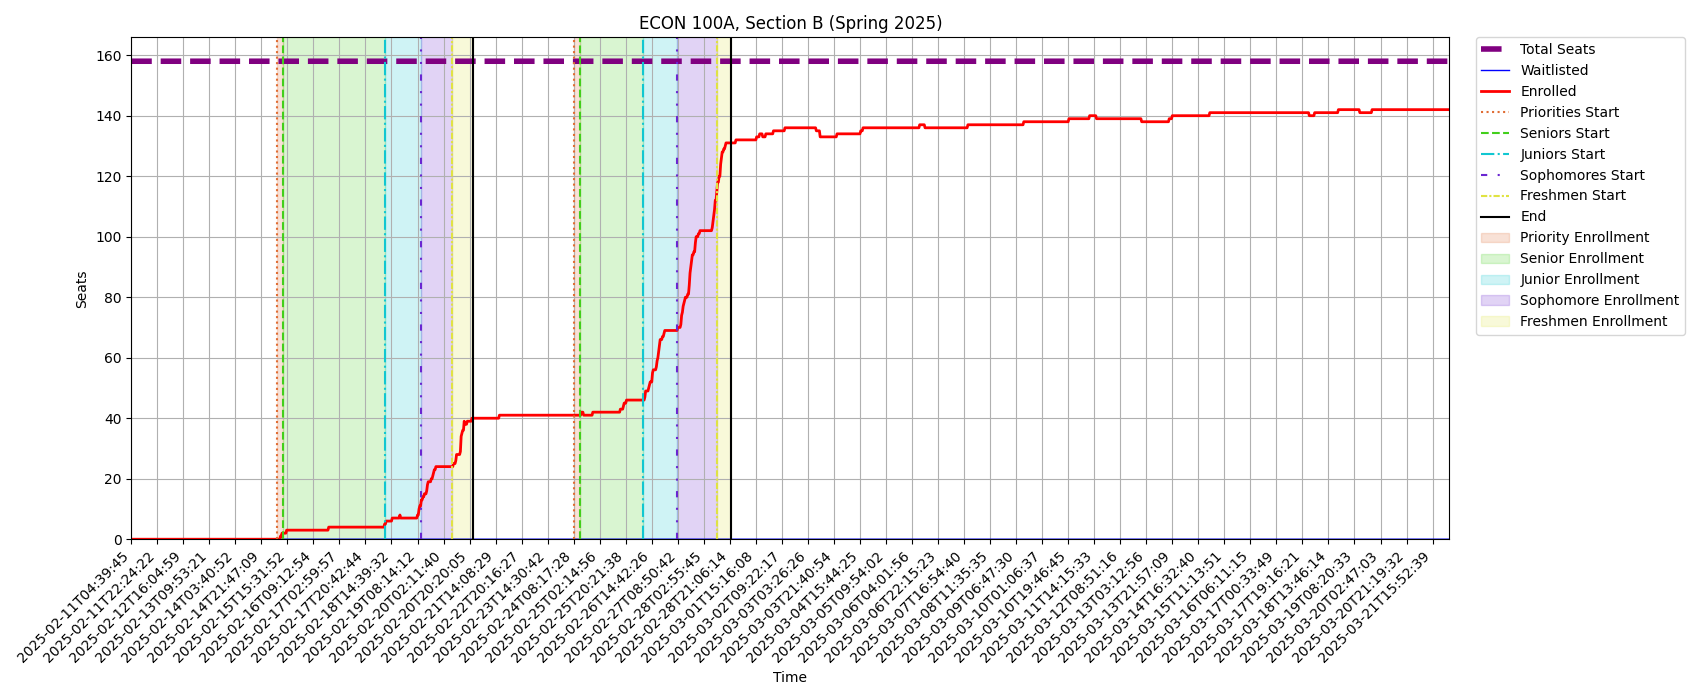 ECON 100A, Section B (Spring 2025)
Seats
160
140
120
100
80
60
40
20
0
2025-02-11T04:39:45
2025-02-11T22:24:22
2025-02-12T16:04:59
2025-02-13T09:53:21
2025-02-14T03:40:52
2025-02-14T21:47:09
2025-02-15T15:31:52
2025-02-16T09:12:54
2025-02-17T02:59:57
2025-02-17T20:42:44
2025-02-18T14:39:32
2025-02-19T08:14:12
2025-02-20T02:11:40
2025-02-20T20:20:05
2025-02-21T14:08:29
2025-02-22T20:16:27
2025-02-23T14:30:42
2025-02-24T08:17:28
2025-02-25T02:14:56
2025-02-25T20:21:38
2025-02-26T14:42:26
2025-02-27T08:50:42
2025-02-28T02:55:45
2025-02-28T21:06:14
2025-03-01T15:16:08
2025-03-02T09:22:17
2025-03-03T03:26:26
2025-03-03T21:40:54
2025-03-04T15:44:25
2025-03-05T09:54:02
2025-03-06T04:01:56
2025-03-06T22:15:23
2025-03-07T16:54:40
2025-03-08T11:35:35
2025-03-09T06:47:30
2025-03-10T01:06:37
2025-03-10T19:46:45
2025-03-11T14:15:33
2025-03-12T08:51:16
2025-03-13T03:12:56
2025-03-13T21:57:09
2025-03-14T16:32:40
2025-03-15T11:13:51
2025-03-16T06:11:15
2025-03-17T00:33:49
2025-03-17T19:16:21
2025-03-18T13:46:14
2025-03-19T08:20:33
2025-03-20T02:47:03
2025-03-20T21:19:32
2025-03-21T15:52:39
Time
Total Seats
Waitlisted
Enrolled
Priorities Start
Seniors Start
Juniors Start
Sophomores Start
Freshmen Start
End
Priority Enrollment
Senior Enrollment
Junior Enrollment
Sophomore Enrollment
Freshmen Enrollment